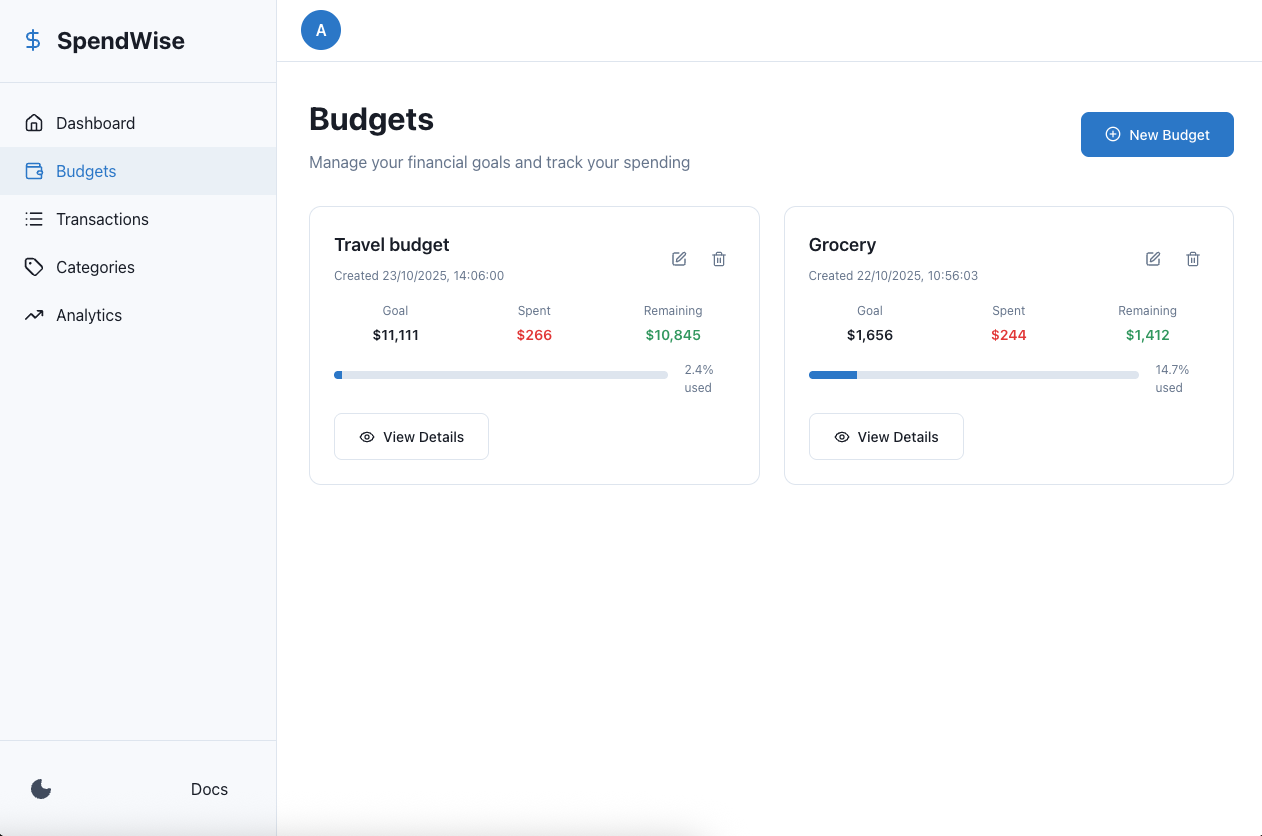 SpendWise
A
Dashboard
Budgets
Transactions
Categories
Analytics
Docs
Budgets
Manage your financial goals and track your spending
New Budget
Travel budget
Created 23/10/2025, 14:06:00
Goal Spent Remaining
$11,111 $266 $10,845
2.4%
used
View Details
Grocery
Created 22/10/2025, 10:56:03
Goal Spent Remaining
$1,656 $244 $1,412
14.7%
used
View Details